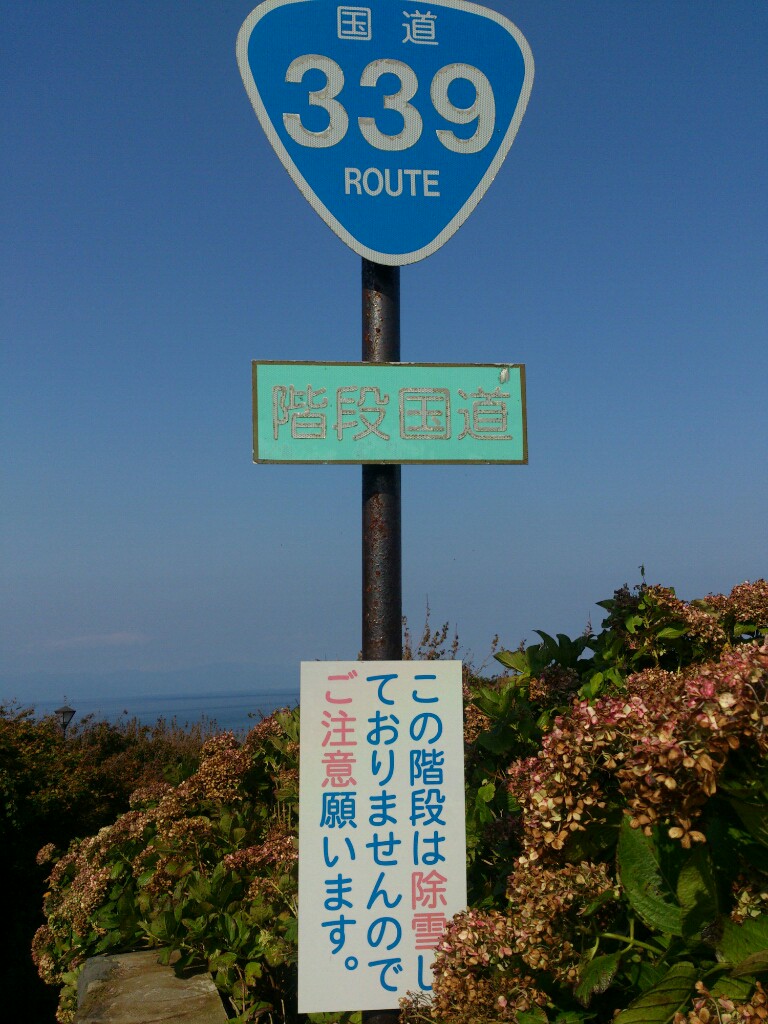 国道
339
ROUTE
階段国道
この階段は除雪し
ておりませんので
ご注意願います。